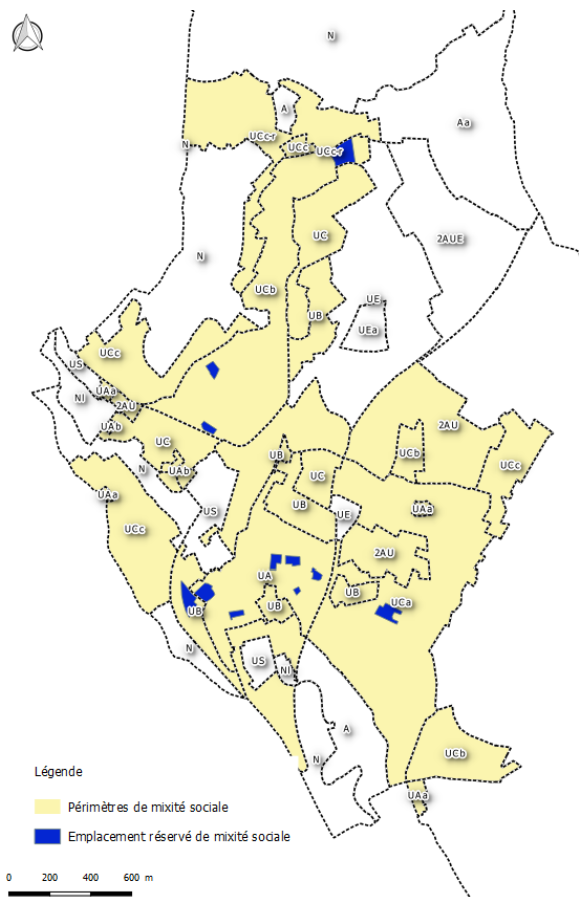 N
A
Aa
UCc-r
UCc
UCc-r
N
UC
2AUE
N
UCb
UE
UB
UEa
UCc
US
UAa
NI
2AU
UAb
2AU
UC
UB
UCb
UCc
N
UAb
UC
UAa
UB
UAa
US
UE
UCc
2AU
UA
UB
UB
UCa
UB
N
US
NI
A
UCb
N
UAa
Légende
Périmètres de mixité sociale
Emplacement réservé de mixité sociale
0 200 400 600 m